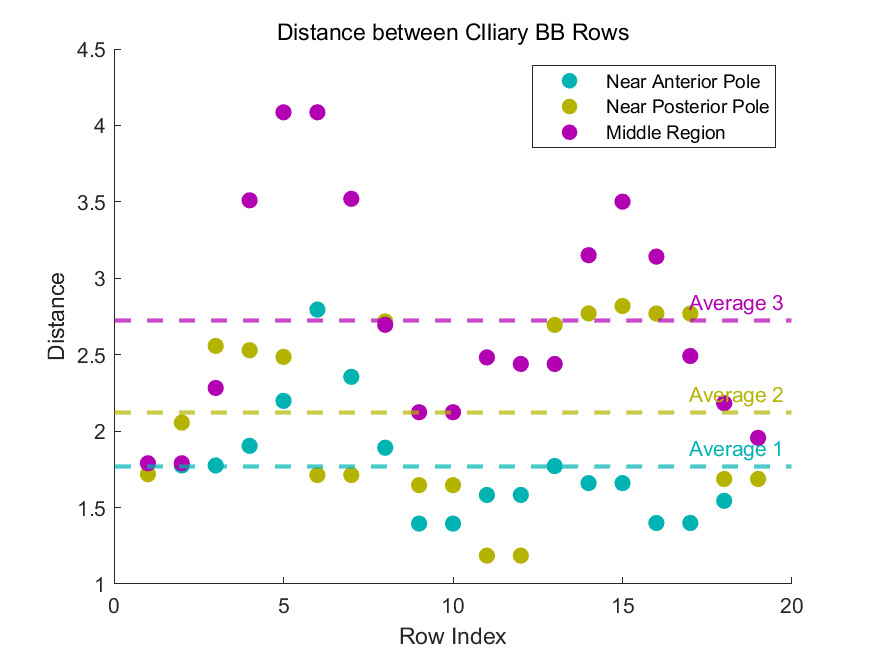 Distance between CIliary BB Rows
Near Anterior Pole
Near Posterior Pole
Middle Region
4.5
4
3.5
3
2.5
2
1.5
1
Distance
Average 3
Average 2
Average 1
0
5
10
15
20
Row Index